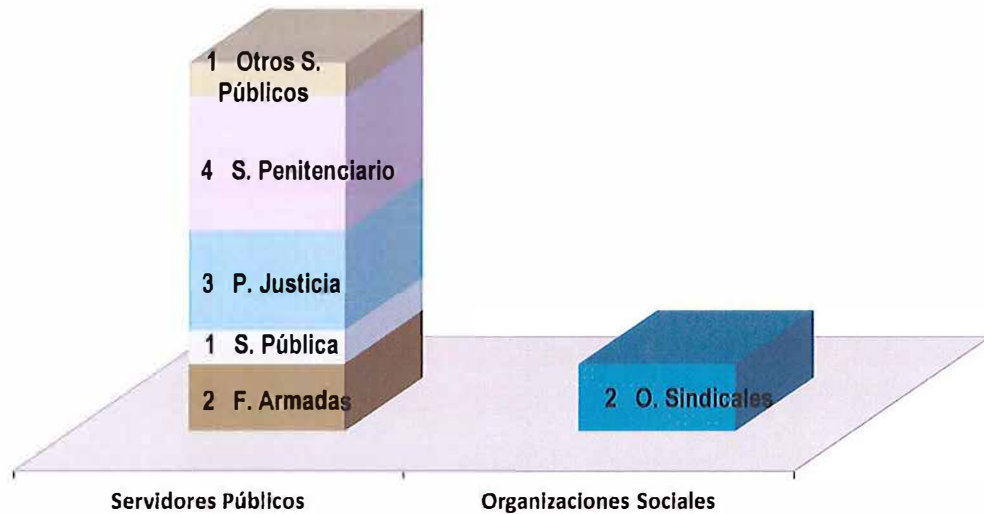 1 Otros S.
Públicos
4 S. Penitenciario
3 P. Justicia
1 S. Pública
2 F. Armadas
2 O. Sindicales
Servidores Públicos
Organizaciones Sociales